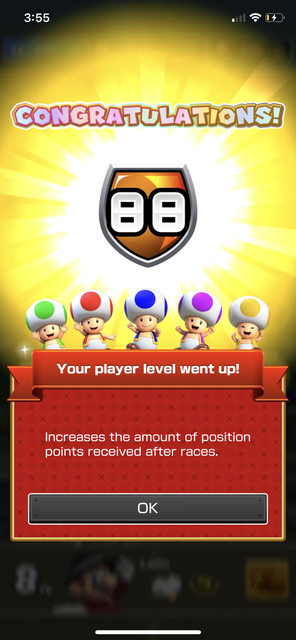 3:55
CONGRATULATIONS!
88
Your player level went up!
Increases the amount of position
points received after races.
OK